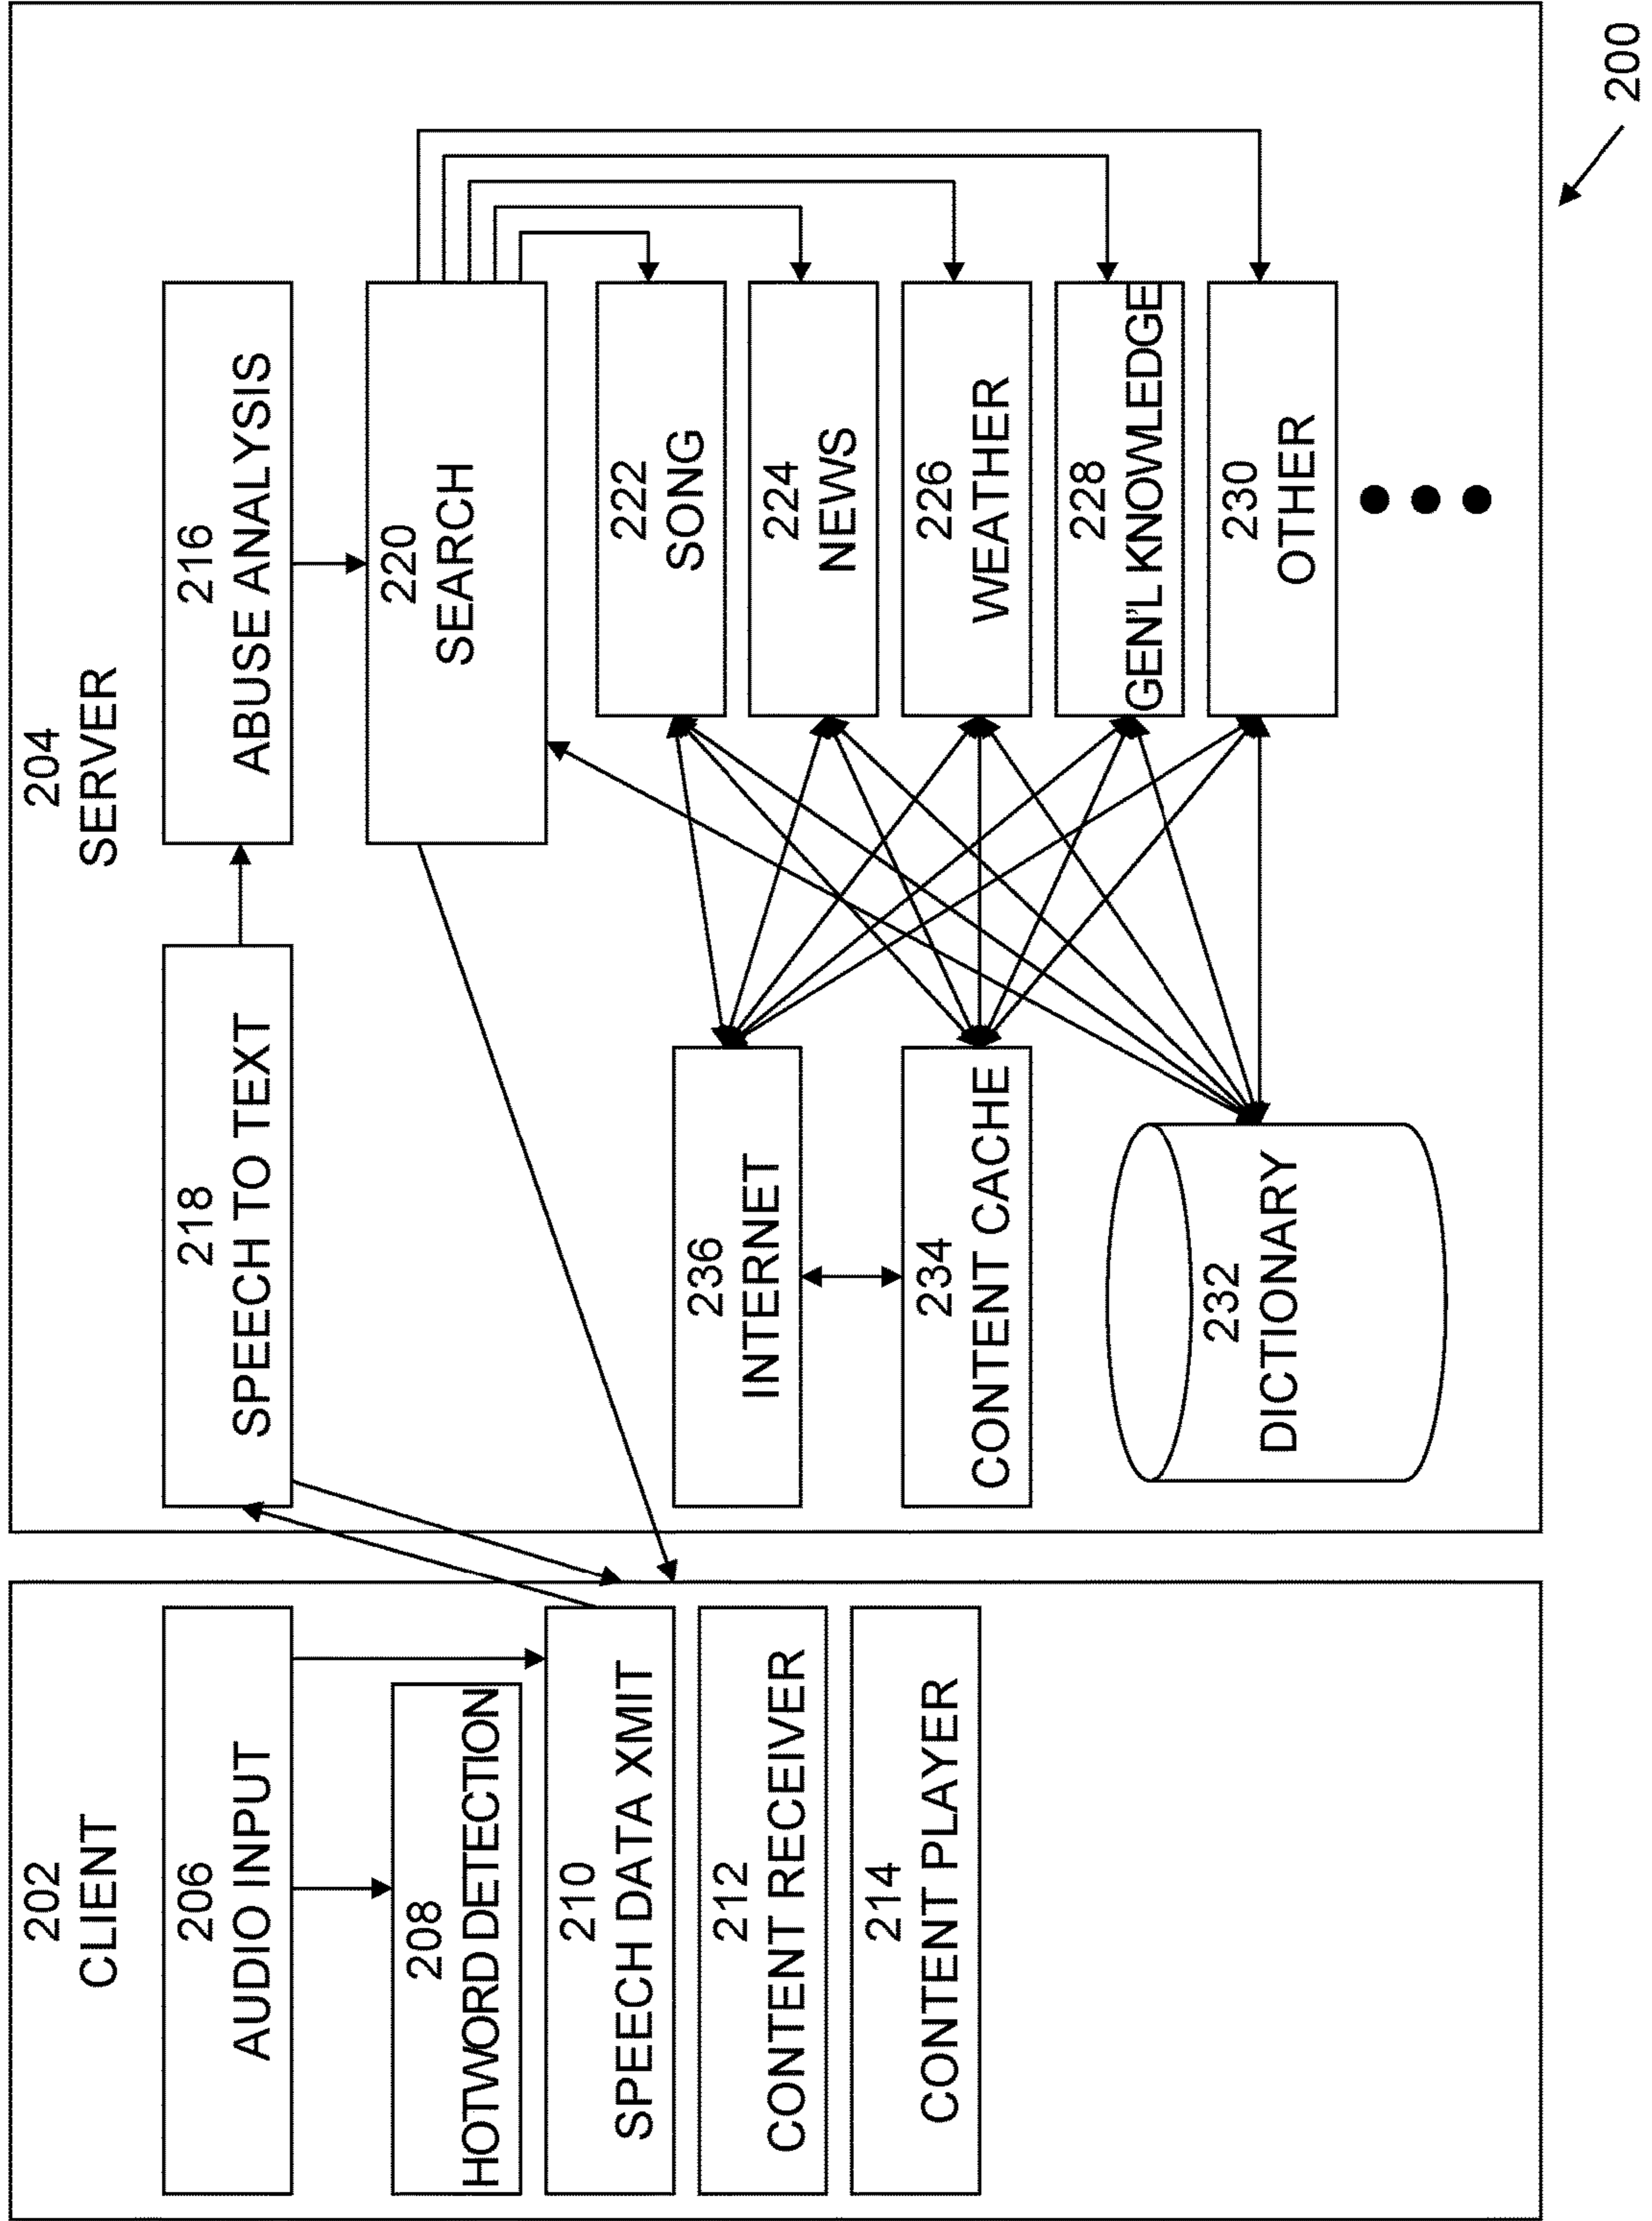 202
CLIENT
206
AUDIO INPUT
208
HOTWORD DETECTION
210
SPEECH DATA XMIT
212
CONTENT RECEIVER
214
CONTENT PLAYER
204
SERVER
218
SPEECH TO TEXT
216
ABUSE ANALYSIS
220
SEARCH
236
INTERNET
234
CONTENT CACHE
232
DICTIONARY
222
SONG
224
NEWS
226
WEATHER
228
GEN'L KNOWLEDGE
230
OTHER
200